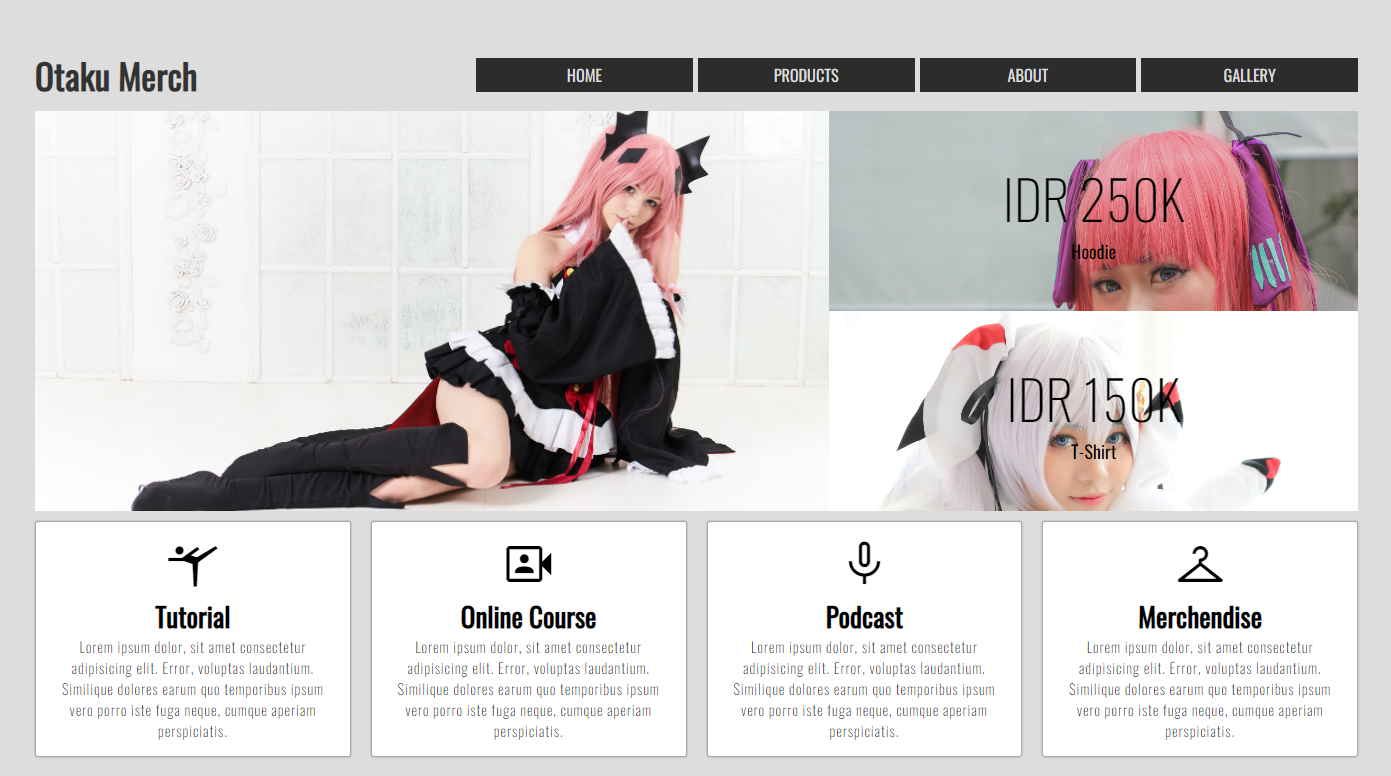 Otaku Merch
HOME
PRODUCTS
ABOUT
GALLERY
IDR 250K
Hoodie
IDR 150K
T-Shirt
Tutorial
Lorem ipsum dolor, sit amet consectetur
adipisicing elit. Error, voluptas laudantium.
Similique dolores earum quo temporibus ipsum
vero porro iste fuga neque, cumque aperiam
perspiciatis.
Online Course
Lorem ipsum dolor, sit amet consectetur
adipisicing elit. Error, voluptas laudantium.
Similique dolores earum quo temporibus ipsum
vero porro iste fuga neque, cumque aperiam
perspiciatis.
Podcast
Lorem ipsum dolor, sit amet consectetur
adipisicing elit. Error, voluptas laudantium.
Similique dolores earum quo temporibus ipsum
vero porro iste fuga neque, cumque aperiam
perspiciatis.
Merchendise
Lorem ipsum dolor, sit amet consectetur
adipisicing elit. Error, voluptas laudantium.
Similique dolores earum quo temporibus ipsum
vero porro iste fuga neque, cumque aperiam
perspiciatis.